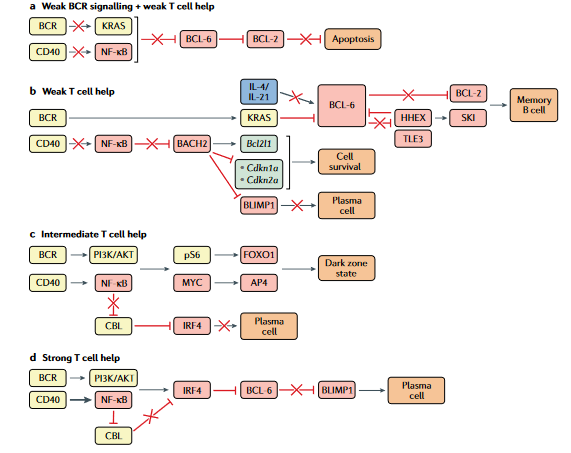 a Weak BCR signalling + weak T cell help
BCR
KRAS
CD40
NF-κB
BCL-6
BCL-2
Apoptosis
b Weak T cell help
IL-4/
IL-21
BCL-6
BCL-2
Memory
B cell
BCR
KRAS
HHEX
SKI
TLE3
CD40
NF-κB
BACH2
Bcl2l1
• Cdkn1a
• Cdkn2a
Cell
survival
BLIMP1
Plasma
cell
c Intermediate T cell help
BCR
PI3K/AKT
pS6
FOXO1
Dark zone
state
CD40
NF-κB
MYC
AP4
CBL
IRF4
Plasma
cell
d Strong T cell help
BCR
PI3K/AKT
CD40
NF-κB
IRF4
BCL-6
BLIMP1
Plasma
cell
CBL